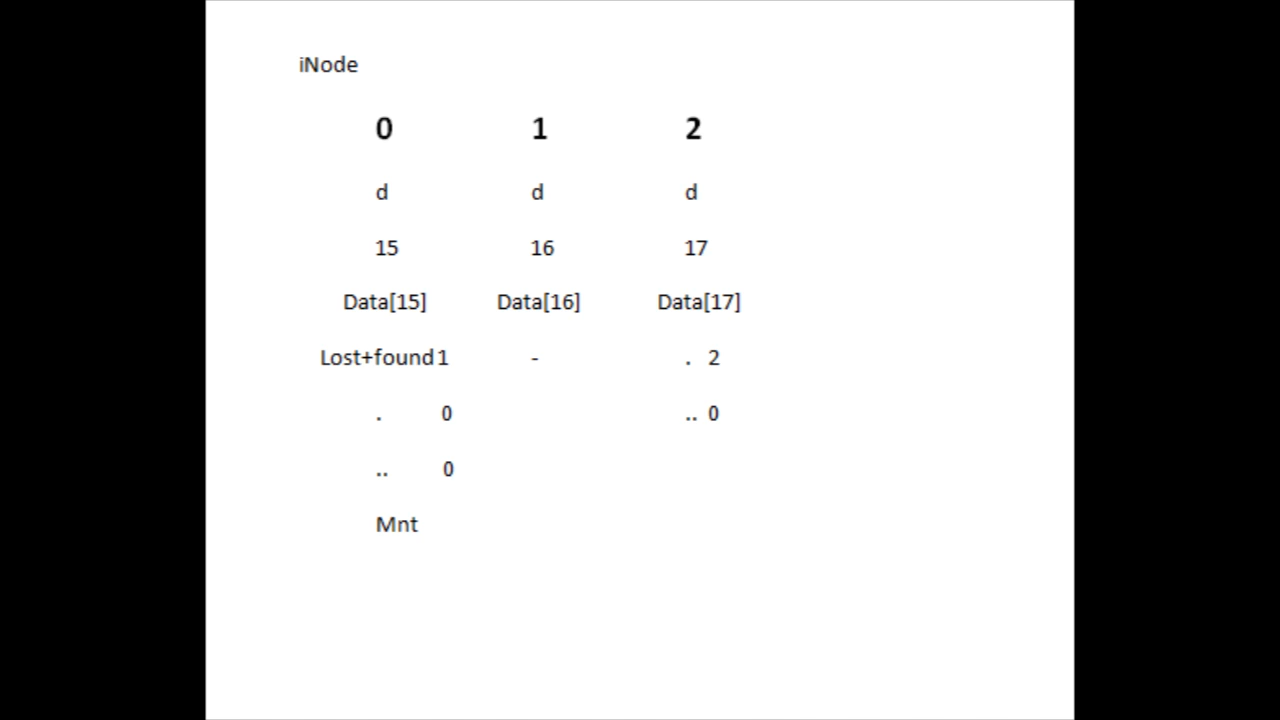 iNode
0 1 2
d d d
15 16 17
Data[15] Data[16] Data[17]
Lost+found 1 - . 2
. 0 .. 0
.. 0
Mnt